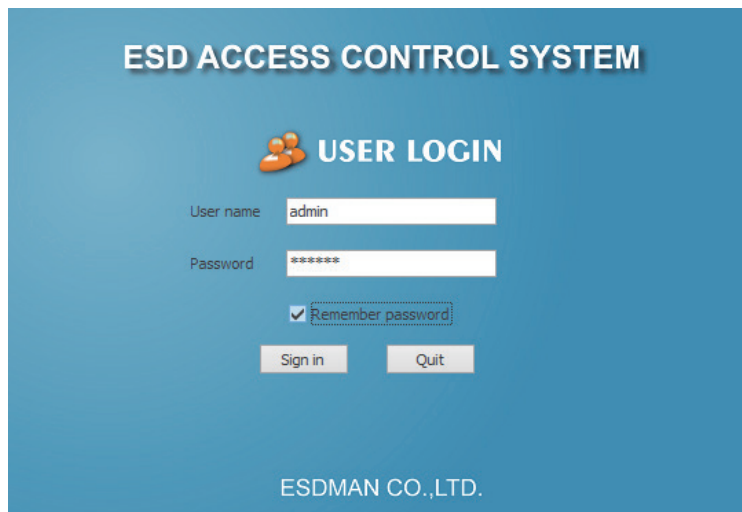 ESD ACCESS CONTROL SYSTEM
USER LOGIN
User name admin
Password ******
Remember password
Sign in Quit
ESDMAN CO.,LTD.